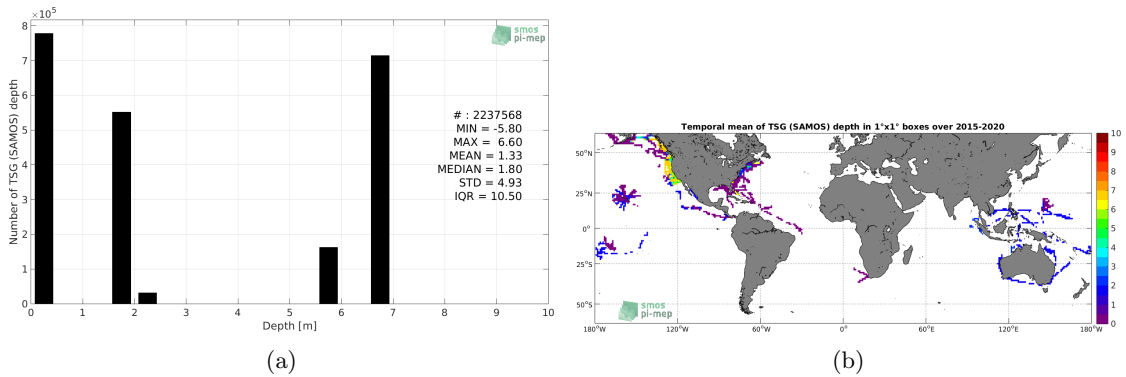 ×10⁵
8
7
6
5
4
3
2
1
0
Number of TSG (SAMOS) depth
smos
pi-mep
# : 2237568
MIN = -5.80
MAX = 6.60
MEAN = 1.33
MEDIAN = 1.80
STD = 4.93
IQR = 10.50
0 1 2 3 4 5 6 7 8 9 10
Depth [m]
(a)
Temporal mean of TSG (SAMOS) depth in 1°x1° boxes over 2015-2020
50°N
25°N
0°
25°S
50°S
smos
pi-mep
180°W 120°W 60°W 0° 60°E 120°E 180°E
10
9
8
7
6
5
4
3
2
1
0
(b)